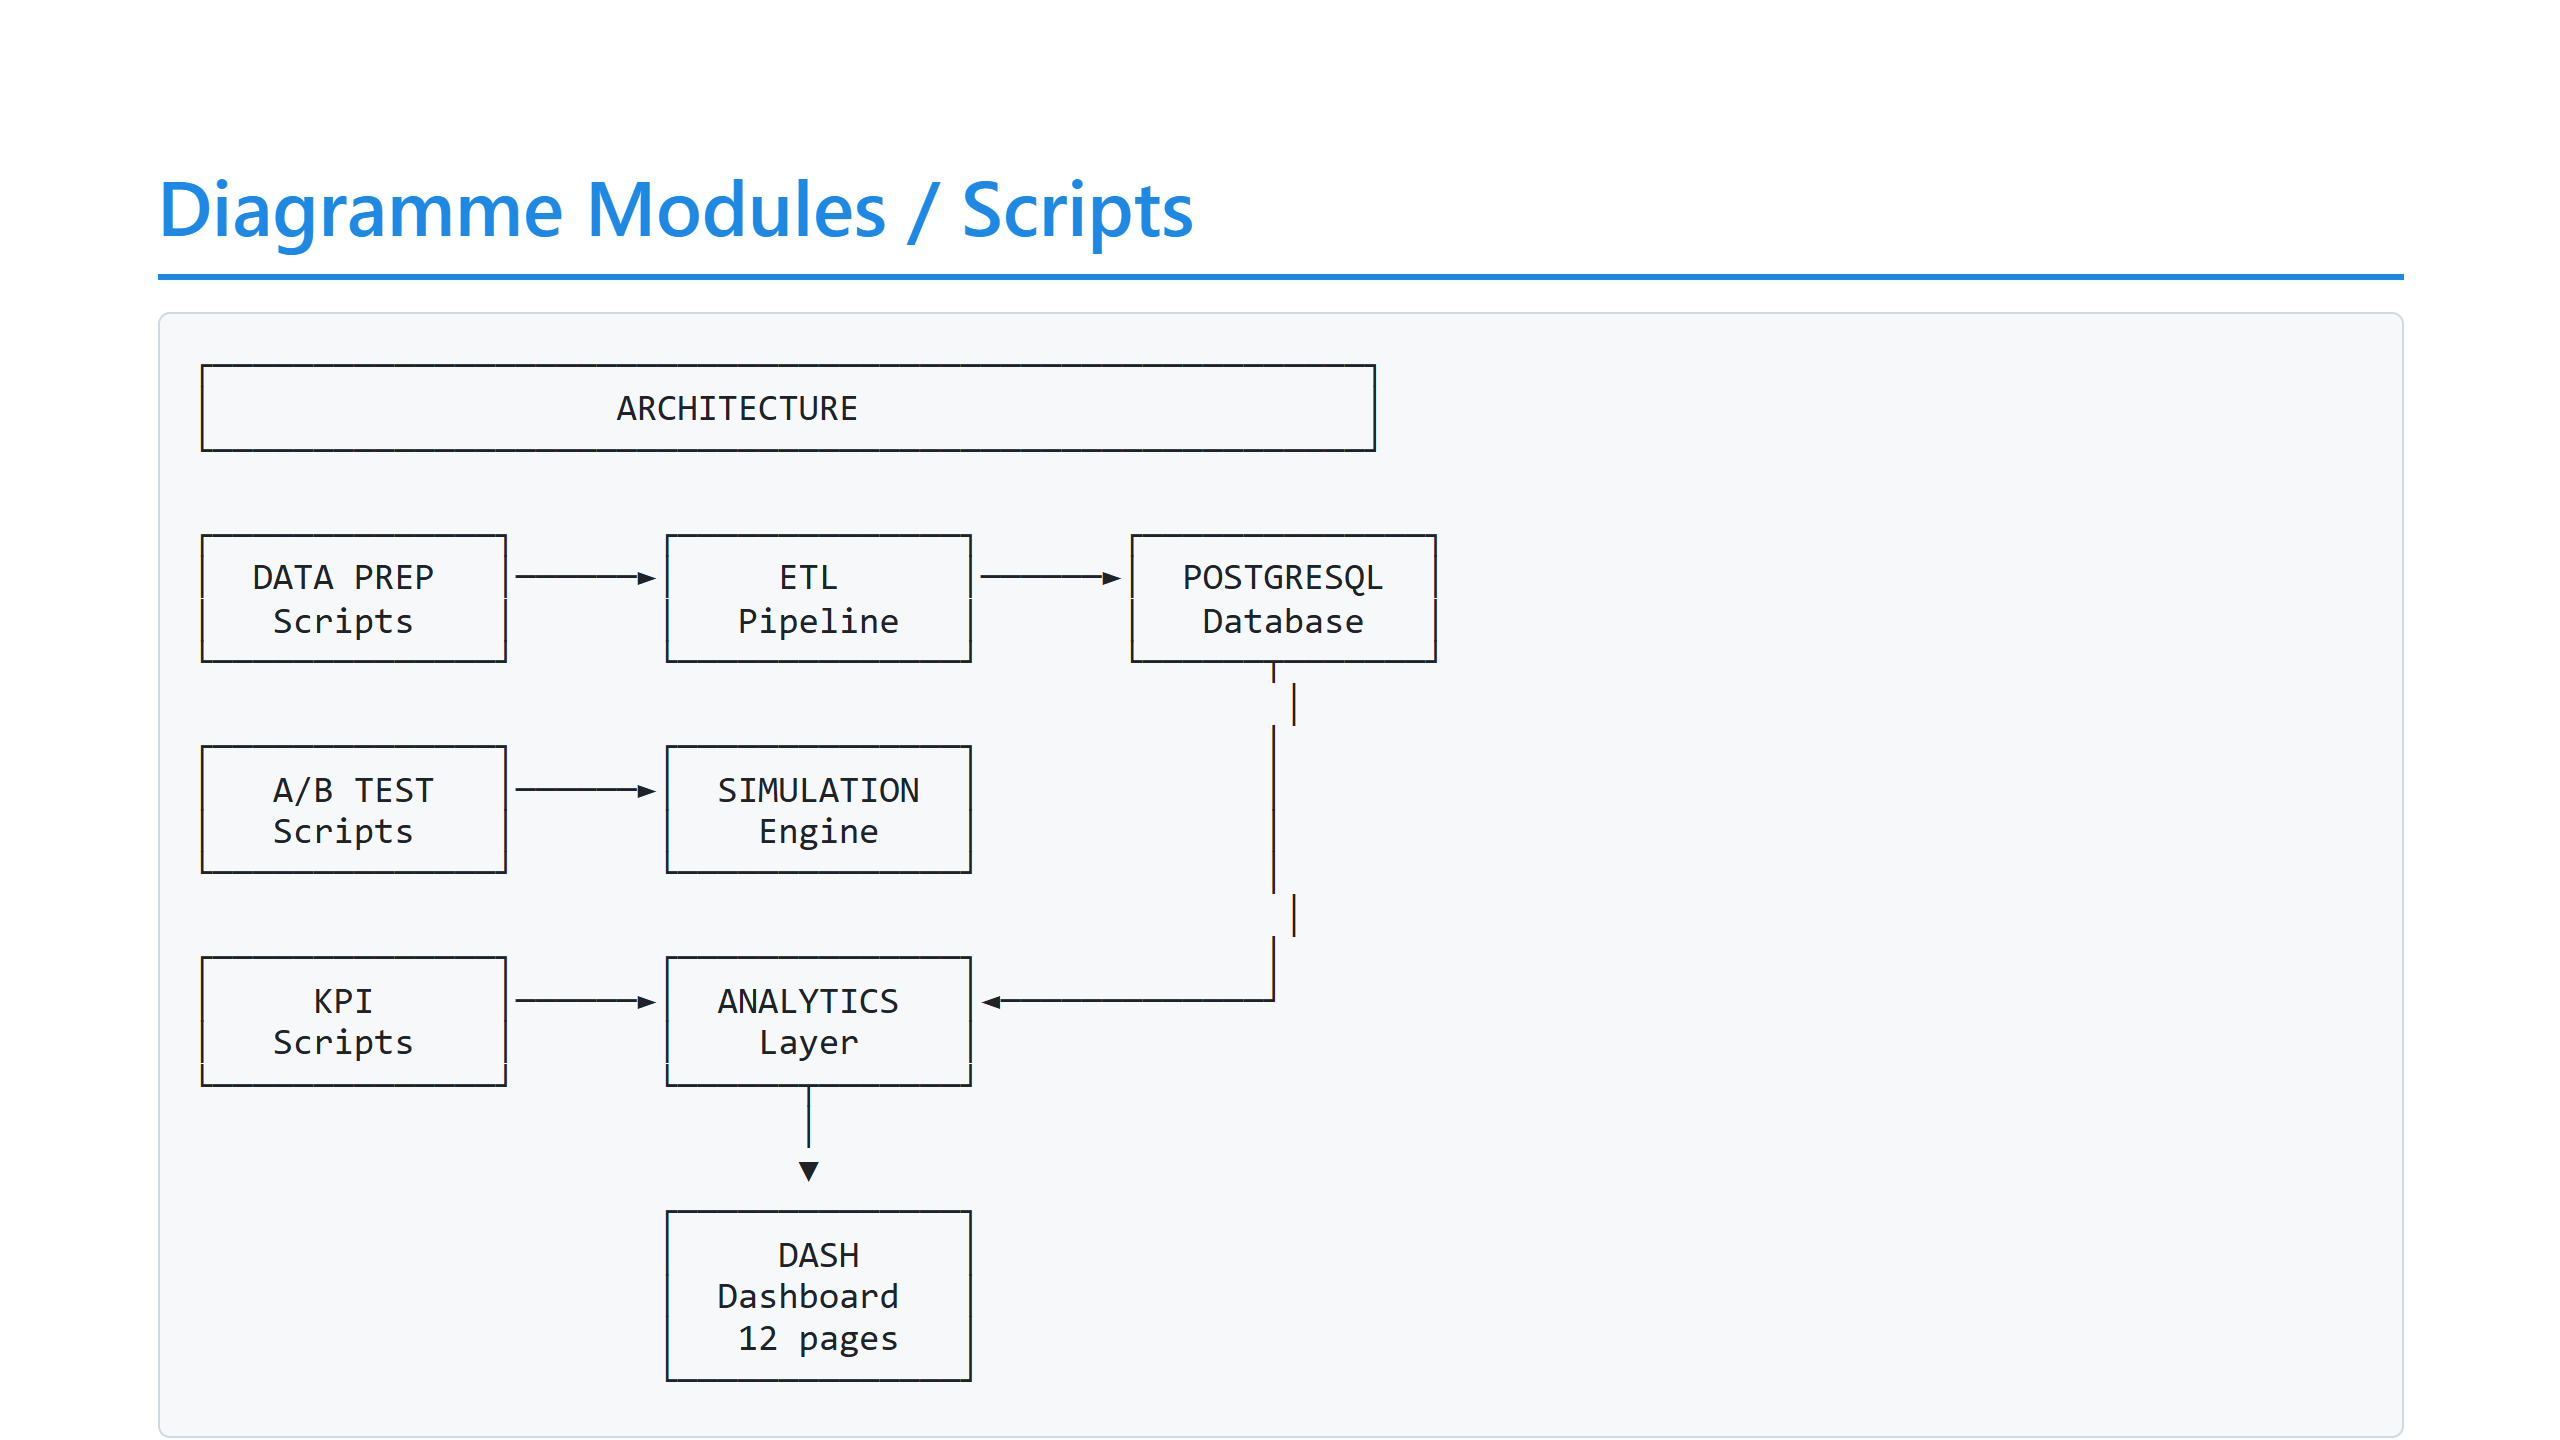 Diagramme Modules / Scripts
ARCHITECTURE
DATA PREP
Scripts
ETL
Pipeline
POSTGRESQL
Database
A/B TEST
Scripts
SIMULATION
Engine
KPI
Scripts
ANALYTICS
Layer
DASH
Dashboard
12 pages